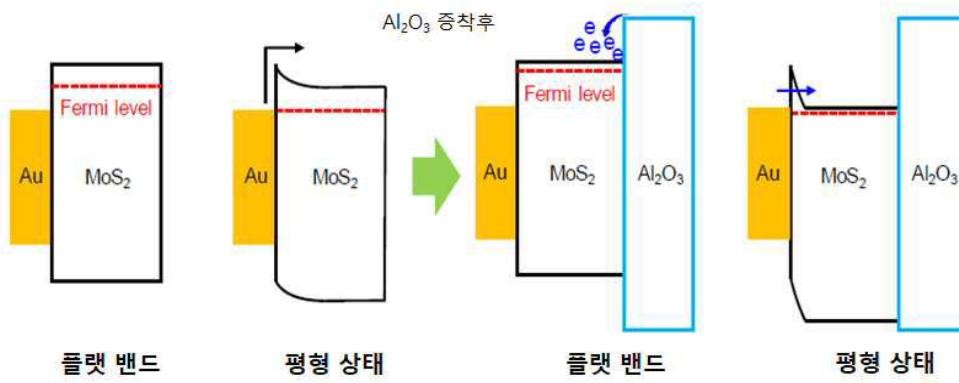 Al₂O₃ 증착후
Fermi level
Au
MoS₂
Au
MoS₂
e e e e e e
Fermi level
Au
MoS₂
Al₂O₃
Au
MoS₂
Al₂O₃
플랫 밴드
평형 상태
플랫 밴드
평형 상태